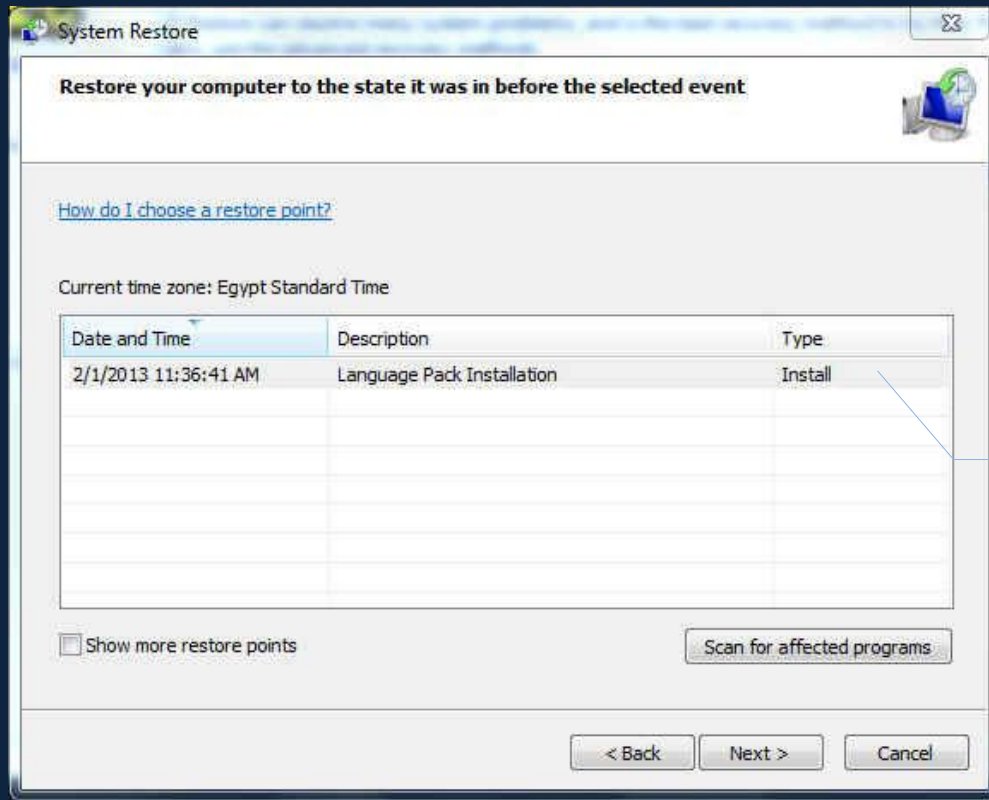 System Restore
Restore your computer to the state it was in before the selected event
How do I choose a restore point?
Current time zone: Egypt Standard Time
Date and Time Description Type
2/1/2013 11:36:41 AM Language Pack Installation Install
Show more restore points Scan for affected programs
< Back Next > Cancel